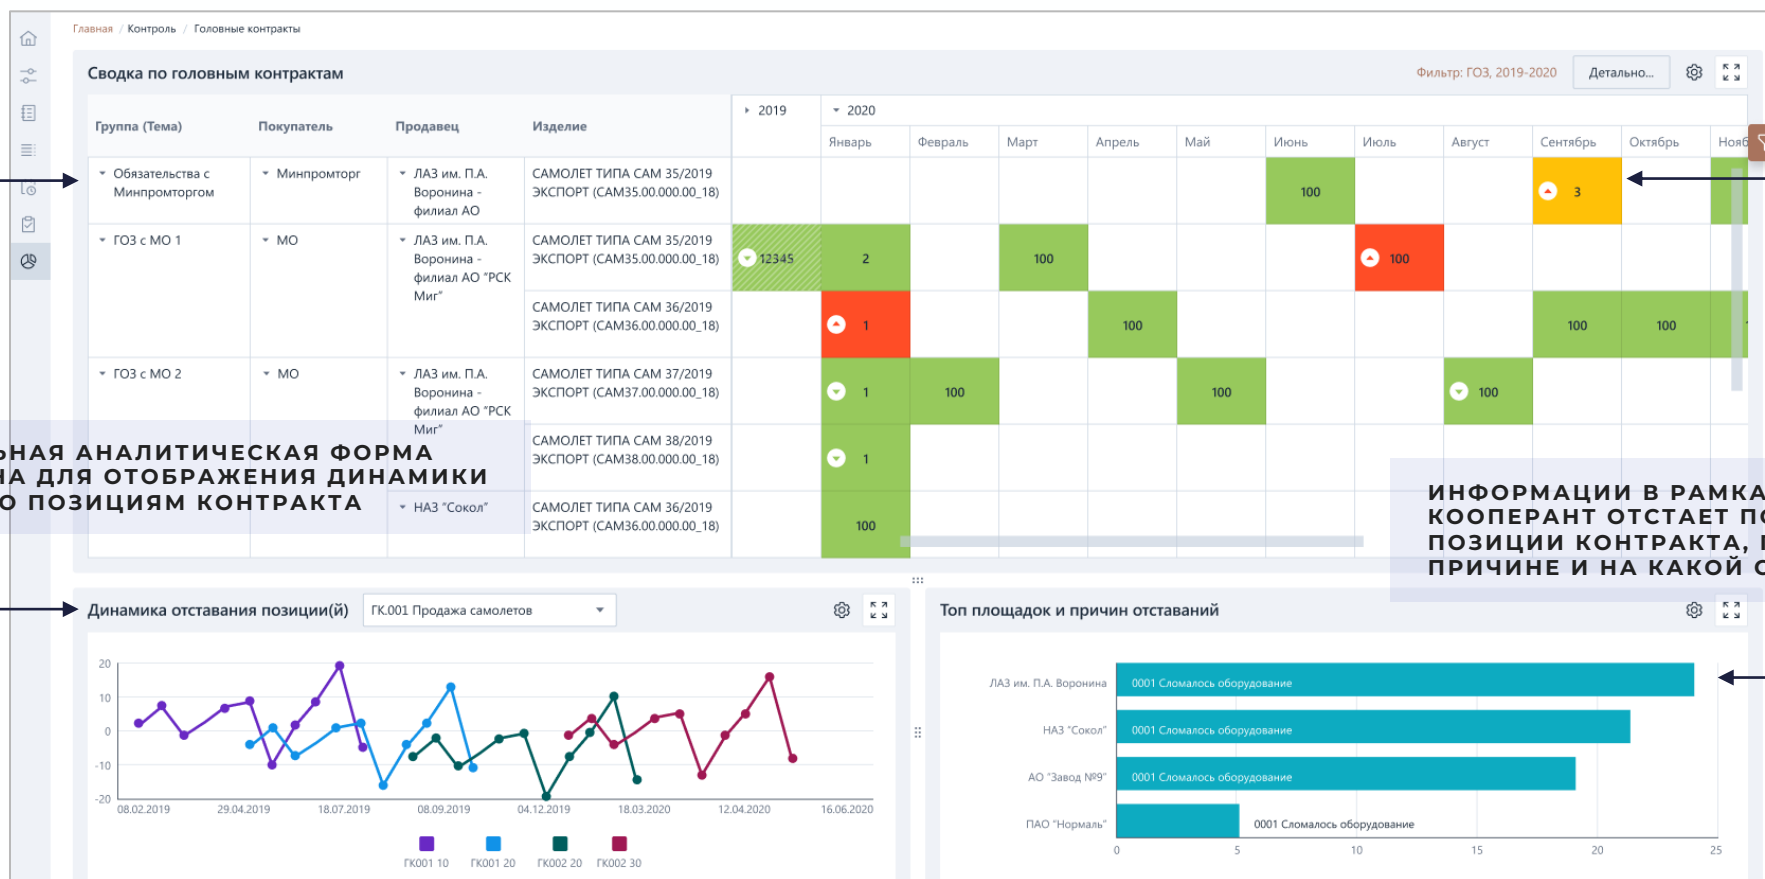 Главная / Контроль / Головные контракты
Сводка по головным контрактам
Фильтр: ГОЗ, 2019-2020
Детально...
Группа (Тема) Покупатель Продавец Изделие
2019 2020
Январь Февраль Март Апрель Май Июнь Июль Август Сентябрь Октябрь Нояб
Обязательства с
Минпромторгом
Минпромторг
ЛАЗ им. П.А.
Воронина -
филиал АО
САМОЛЕТ ТИПА САМ 35/2019
ЭКСПОРТ (САМ35.00.000.00_18)
100 3
ГОЗ с МО 1
МО
ЛАЗ им. П.А.
Воронина -
филиал АО "РСК
Миг"
САМОЛЕТ ТИПА САМ 35/2019
ЭКСПОРТ (САМ35.00.000.00_18)
12345 2 100 100
САМОЛЕТ ТИПА САМ 36/2019
ЭКСПОРТ (САМ36.00.000.00_18)
1 100 100 100
ГОЗ с МО 2
МО
ЛАЗ им. П.А.
Воронина -
филиал АО "РСК
Миг"
САМОЛЕТ ТИПА САМ 37/2019
ЭКСПОРТ (САМ37.00.000.00_18)
1 100 100 100
САМОЛЕТ ТИПА САМ 38/2019
ЭКСПОРТ (САМ38.00.000.00_18)
1
НАЗ "Сокол"
САМОЛЕТ ТИПА САМ 36/2019
ЭКСПОРТ (САМ36.00.000.00_18)
100
ЬНАЯ АНАЛИТИЧЕСКАЯ ФОРМА
НА ДЛЯ ОТОБРАЖЕНИЯ ДИНАМИКИ
О ПОЗИЦИЯМ КОНТРАКТА
ИНФОРМАЦИИ В РАМКА
КООПЕРАНТ ОТСТАЕТ ПО
ПОЗИЦИИ КОНТРАКТА,
ПРИЧИНЕ И НА КАКОЙ
Динамика отставания позиции(й)
ГК.001 Продажа самолетов
20
10
0
-10
-20
08.02.2019 29.04.2019 18.07.2019 08.09.2019 04.12.2019 18.03.2020 12.04.2020 16.06.2020
ГК001 10 ГК001 20 ГК002 20 ГК002 30
Топ площадок и причин отставаний
ЛАЗ им. П.А. Воронина 0001 Сломалось оборудование
НАЗ "Сокол" 0001 Сломалось оборудование
АО "Завод №9" 0001 Сломалось оборудование
ПАО "Нормаль" 0001 Сломалось оборудование
0 5 10 15 20 25